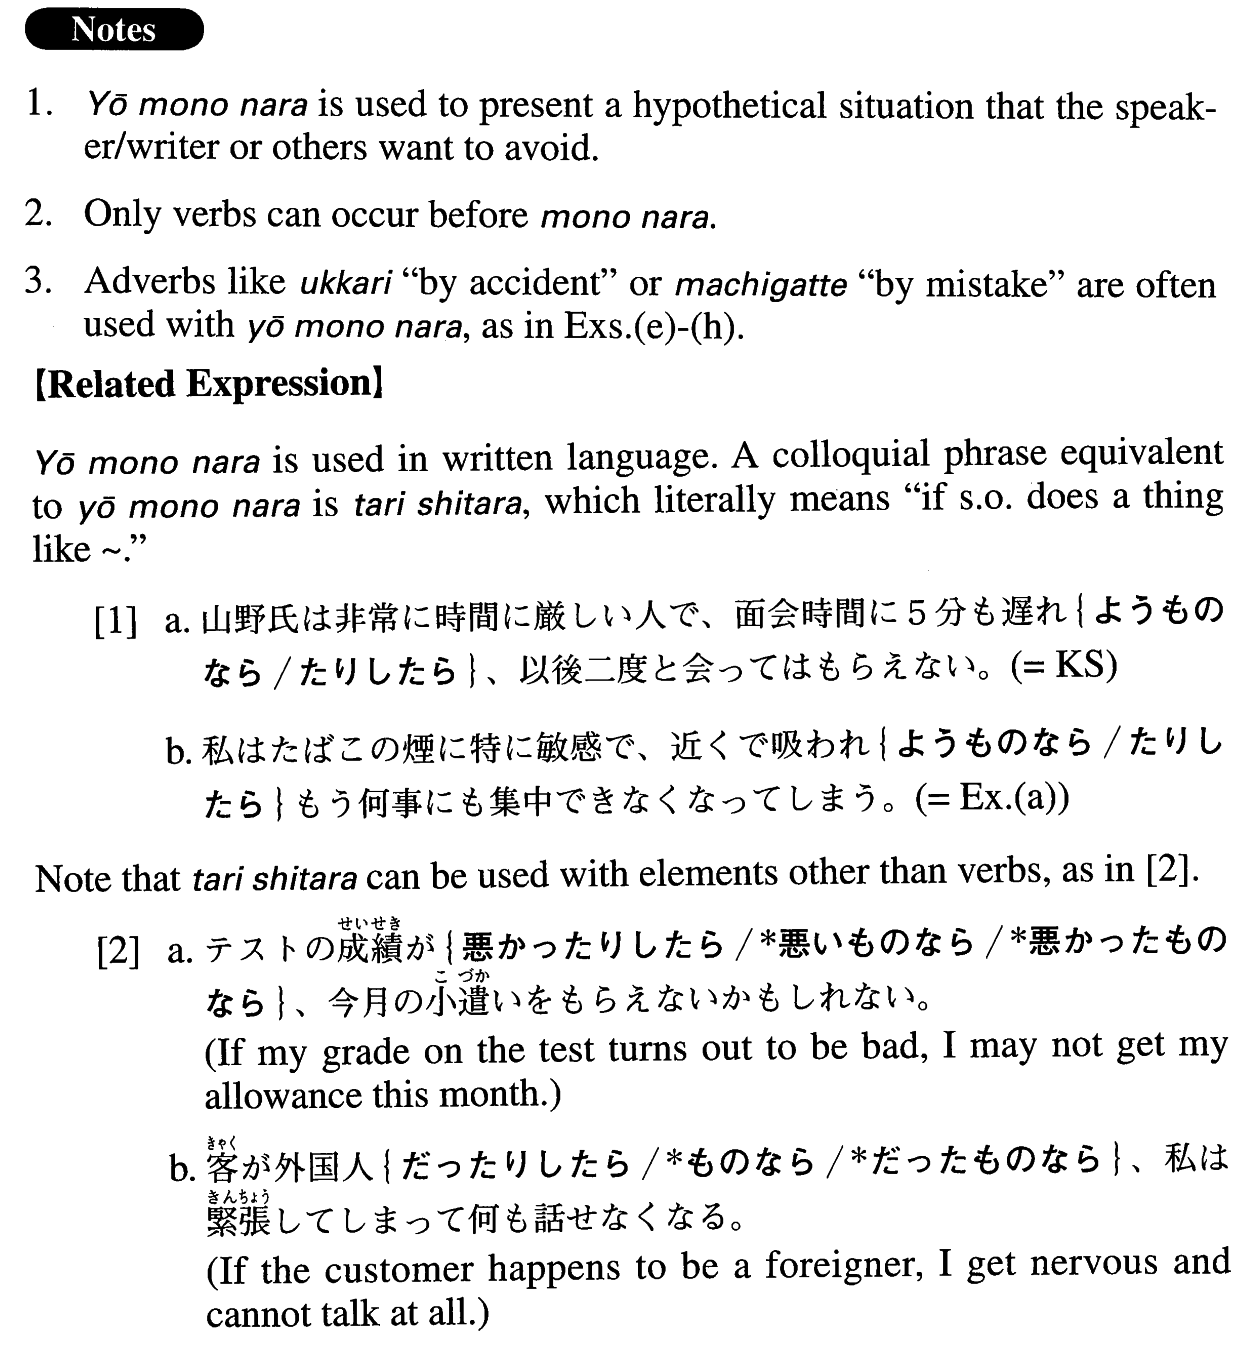 Notes
1. Yō mono nara is used to present a hypothetical situation that the speak-
er/writer or others want to avoid.
2. Only verbs can occur before mono nara.
3. Adverbs like ukkari “by accident” or machigatte “by mistake” are often
used with yō mono nara, as in Exs.(e)-(h).
【Related Expression】
Yō mono nara is used in written language. A colloquial phrase equivalent
to yō mono nara is tari shitara, which literally means “if s.o. does a thing
like ~.”
[1] a. 山野氏は非常に時間に厳しい人で、面会時間に５分も遅れ{ようもの
なら/たりしたら}、以後二度と会ってはもらえない。(= KS)
b. 私はたばこの煙に特に敏感で、近くで吸われ{ようものなら/たりし
たら}もう何事にも集中できなくなってしまう。(= Ex.(a))
Note that tari shitara can be used with elements other than verbs, as in [2].
せいせき
[2] a. テストの成績が{悪かったりしたら/*悪いものなら/*悪かったもの
こづか
なら}、今月の小遣いをもらえないかもしれない。
(If my grade on the test turns out to be bad, I may not get my
allowance this month.)
きゃく
b. 客が外国人{だったりしたら/*ものなら/*だったものなら}、私は
きんちょう
緊張してしまって何も話せなくなる。
(If the customer happens to be a foreigner, I get nervous and
cannot talk at all.)